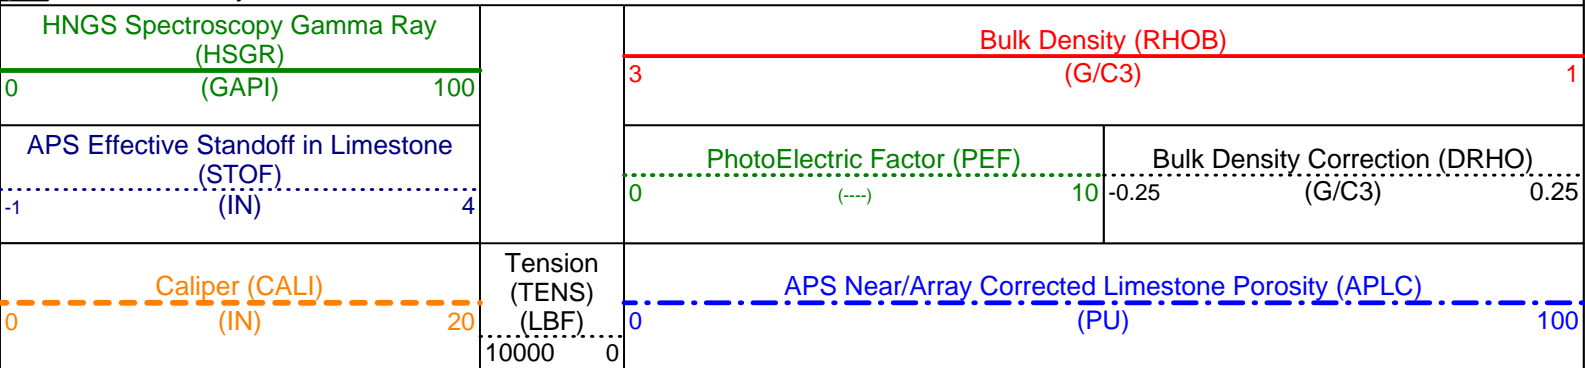 HNGS Spectroscopy Gamma Ray
(HSGR)
0 (GAPI) 100
Bulk Density (RHOB)
3 (G/C3) 1
APS Effective Standoff in Limestone
(STOF)
-1 (IN) 4
PhotoElectric Factor (PEF)
0 (----) 10
Bulk Density Correction (DRHO)
-0.25 (G/C3) 0.25
Caliper (CALI)
0 (IN) 20
Tension
(TENS)
(LBF)
10000 0
APS Near/Array Corrected Limestone Porosity (APLC)
0 (PU) 100